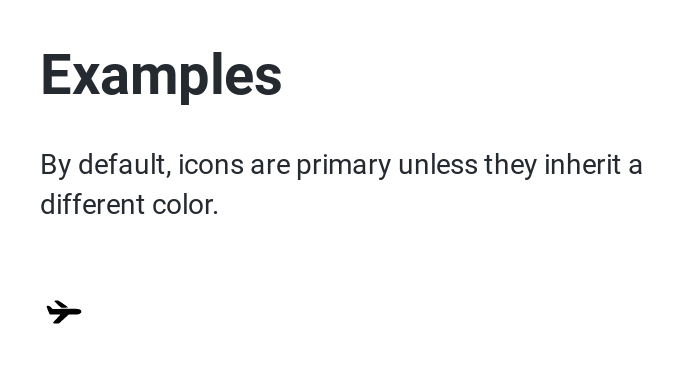 Examples
By default, icons are primary unless they inherit a
different color.